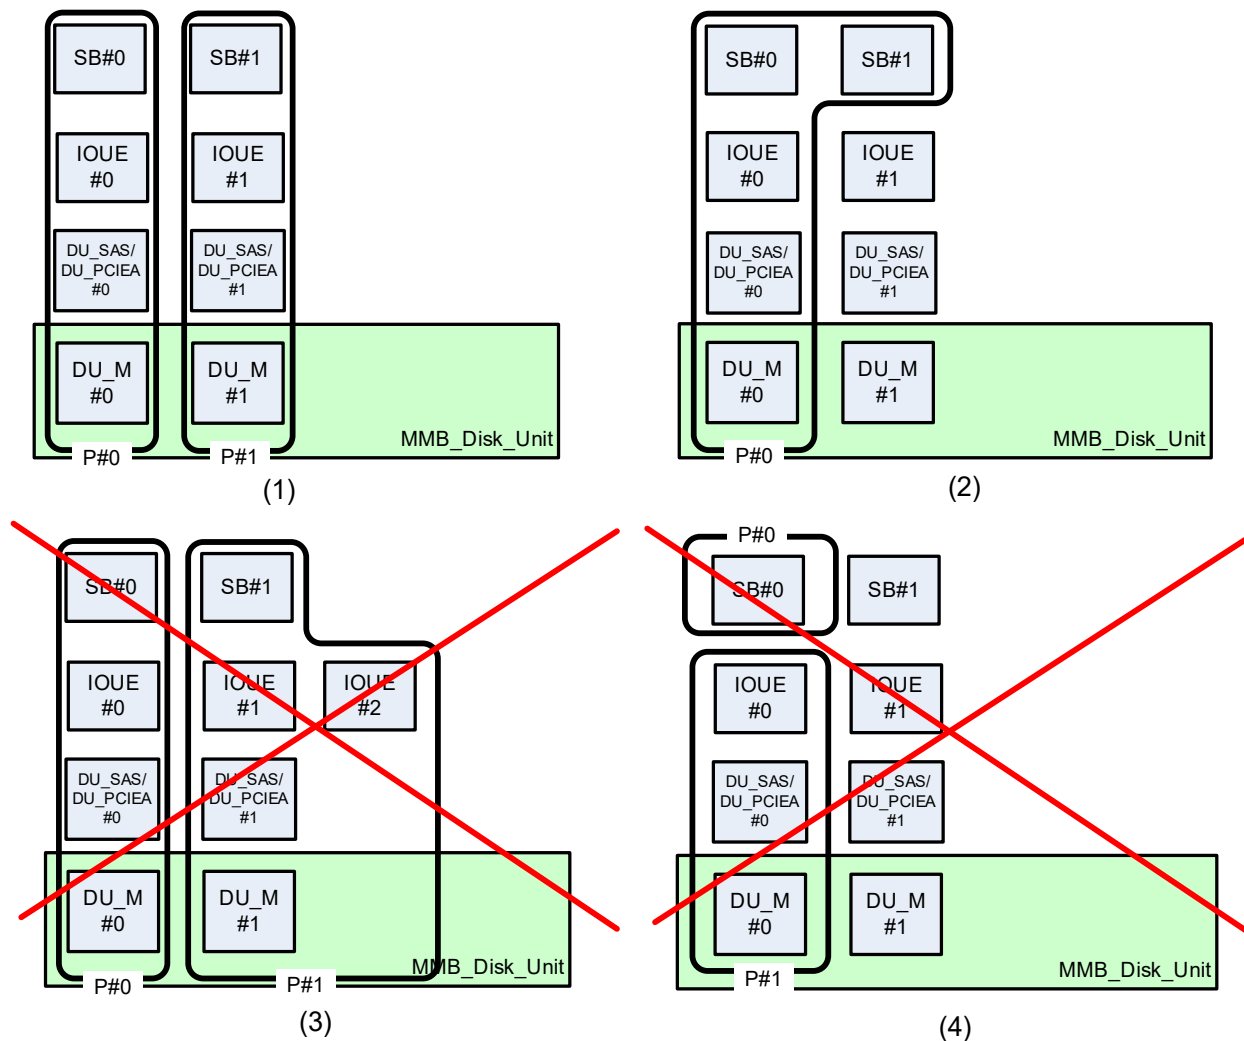 SB#0
SB#1
IOUE
#0
IOUE
#1
DU_SAS/
DU_PCIEA
#0
DU_SAS/
DU_PCIEA
#1
DU_M
#0
DU_M
#1
MMB_Disk_Unit
P#0
P#1
(1)
SB#0
SB#1
IOUE
#0
IOUE
#1
DU_SAS/
DU_PCIEA
#0
DU_SAS/
DU_PCIEA
#1
DU_M
#0
DU_M
#1
MMB_Disk_Unit
P#0
(2)
SB#0
SB#1
IOUE
#0
IOUE
#1
IOUE
#2
DU_SAS/
DU_PCIEA
#0
DU_SAS/
DU_PCIEA
#1
DU_M
#0
DU_M
#1
MMB_Disk_Unit
P#0
P#1
(3)
P#0
SB#0
SB#1
IOUE
#0
IOUE
#1
DU_SAS/
DU_PCIEA
#0
DU_SAS/
DU_PCIEA
#1
DU_M
#0
DU_M
#1
MMB_Disk_Unit
P#1
(4)